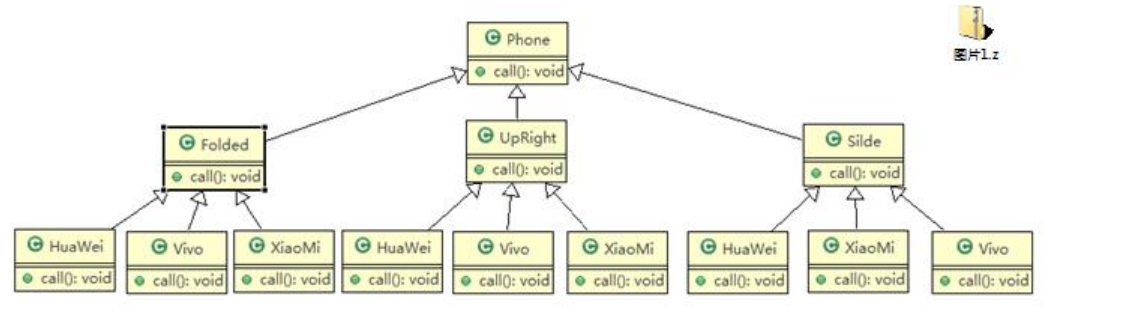 Phone
call(): void
图片1.z
Folded
call(): void
UpRight
call(): void
Silde
call(): void
HuaWei
call(): void
Vivo
call(): void
XiaoMi
call(): void
HuaWei
call(): void
Vivo
call(): void
XiaoMi
call(): void
HuaWei
call(): void
XiaoMi
call(): void
Vivo
call(): void